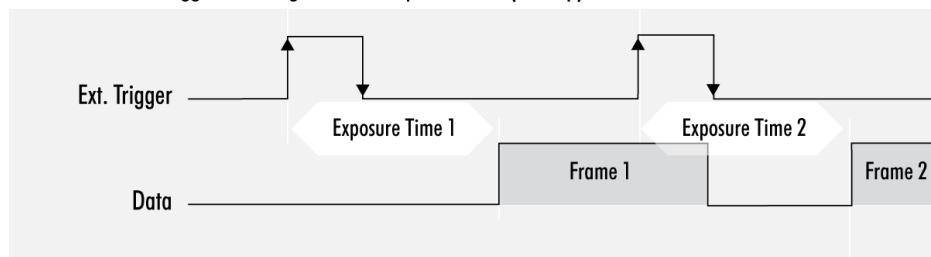 Ext. Trigger
Exposure Time 1
Exposure Time 2
Frame 1
Frame 2
Data